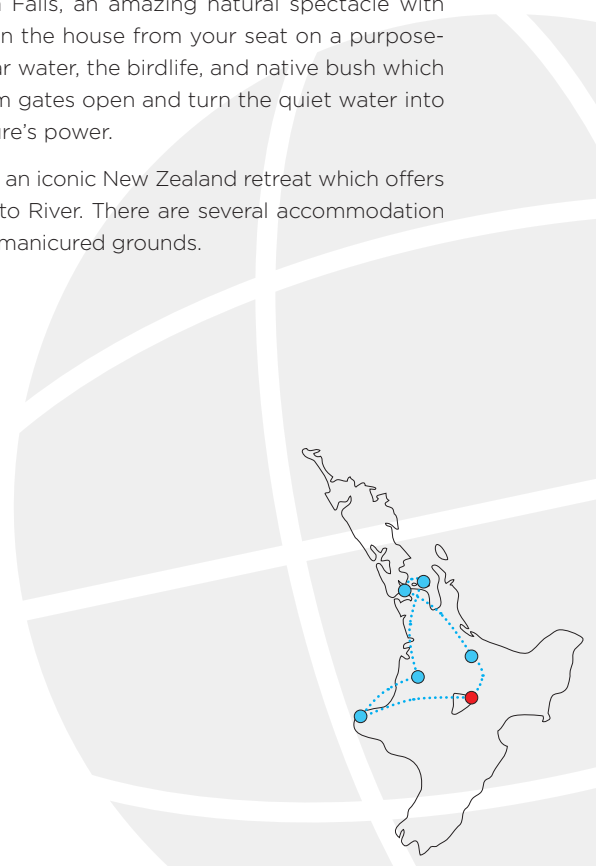 Falls, an amazing natural spectacle with
n the house from your seat on a purpose-
r water, the birdlife, and native bush which
gates open and turn the quiet water into
ure's power.
an iconic New Zealand retreat which offers
to River. There are several accommodation
manicured grounds.